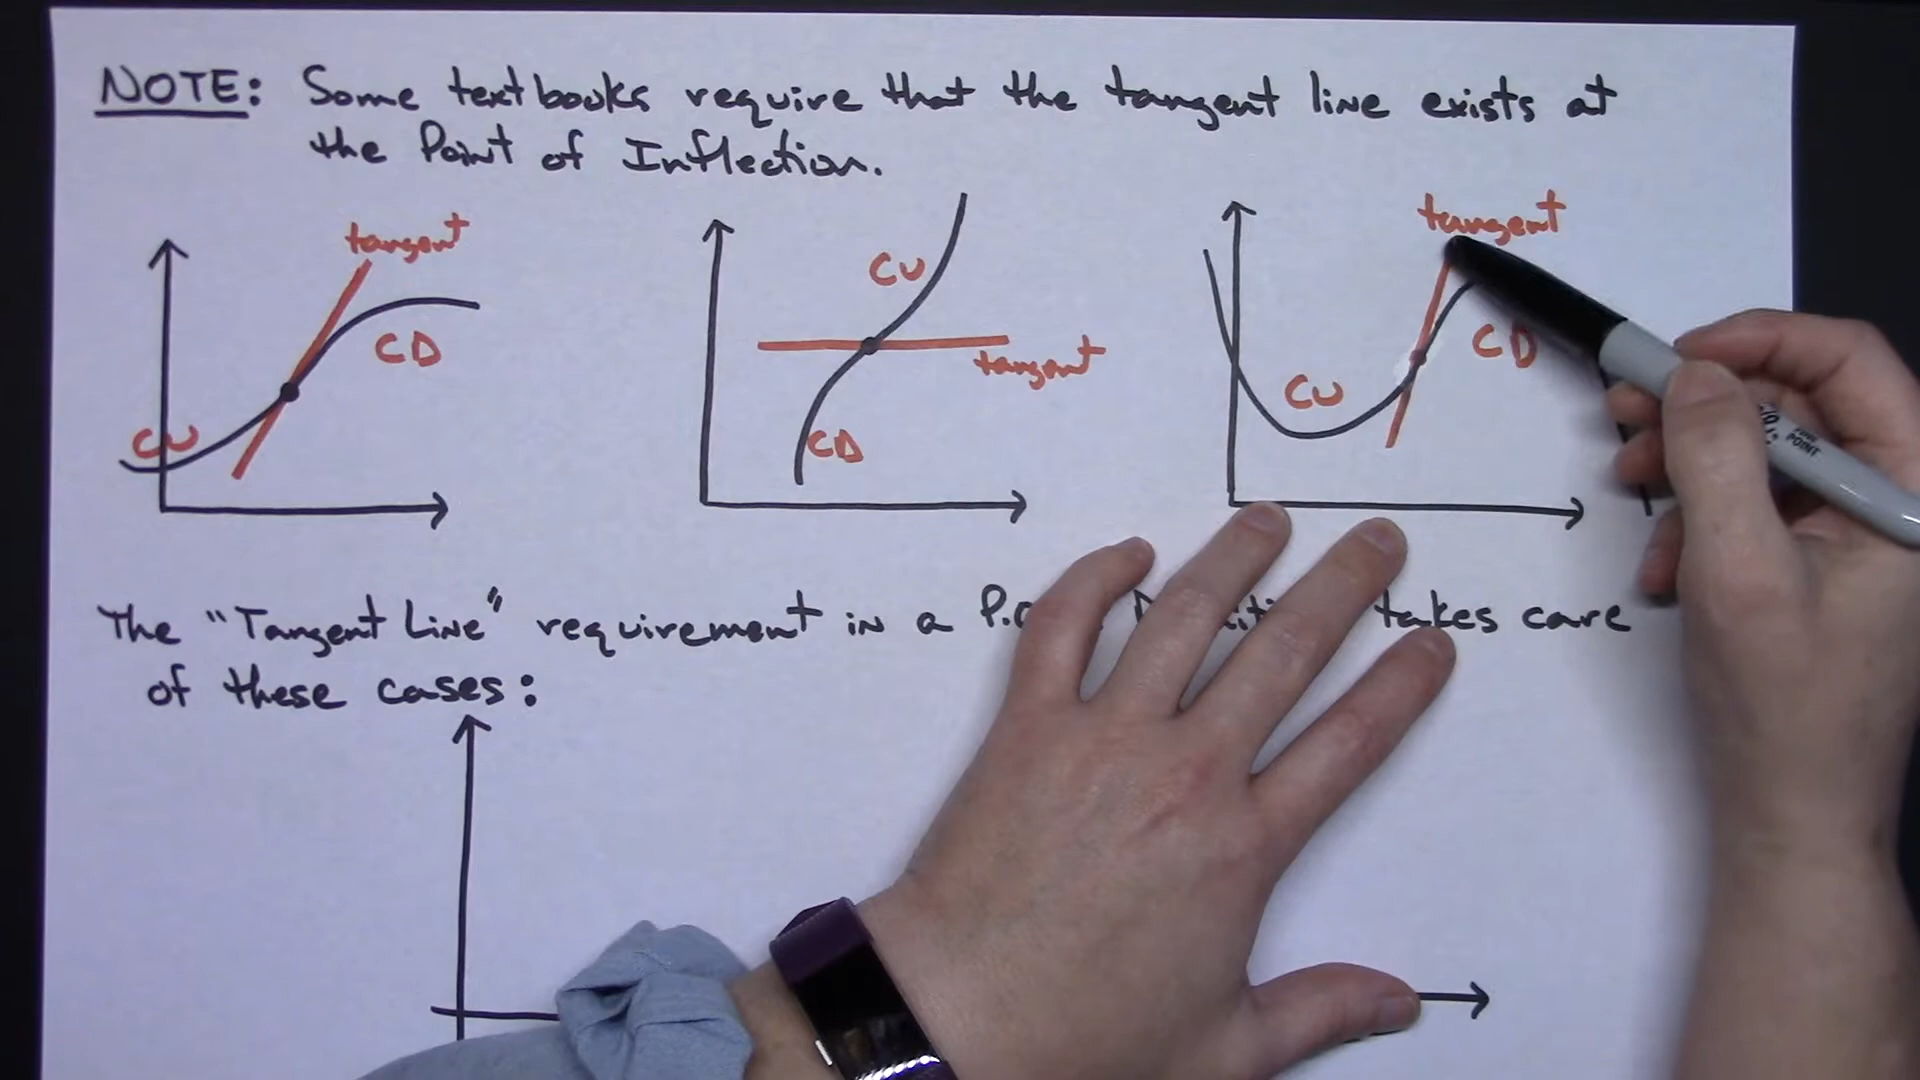 NOTE: Some textbooks require that the tangent line exists at
the Point of Inflection.
tangent
CU
CD
CU
CD
tangent
tangent
CU
CD
The "Tangent Line" requirement in a takes care
of these cases:
POINT